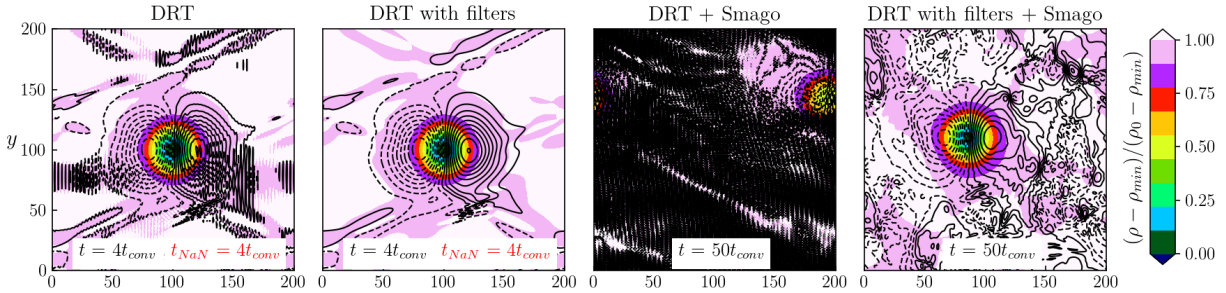 DRT
DRT with filters
DRT + Smago
DRT with filters + Smago
200
150
y
100
50
0
t = 4t_conv t_NaN = 4t_conv
t = 4t_conv t_NaN = 4t_conv
t = 50t_conv
t = 50t_conv
0 50 100 150 200
0 50 100 150 200
0 50 100 150 200
0 50 100 150 200
1.00
0.75
0.50
0.25
0.00
(ρ − ρ_min)/(ρ_0 − ρ_min)